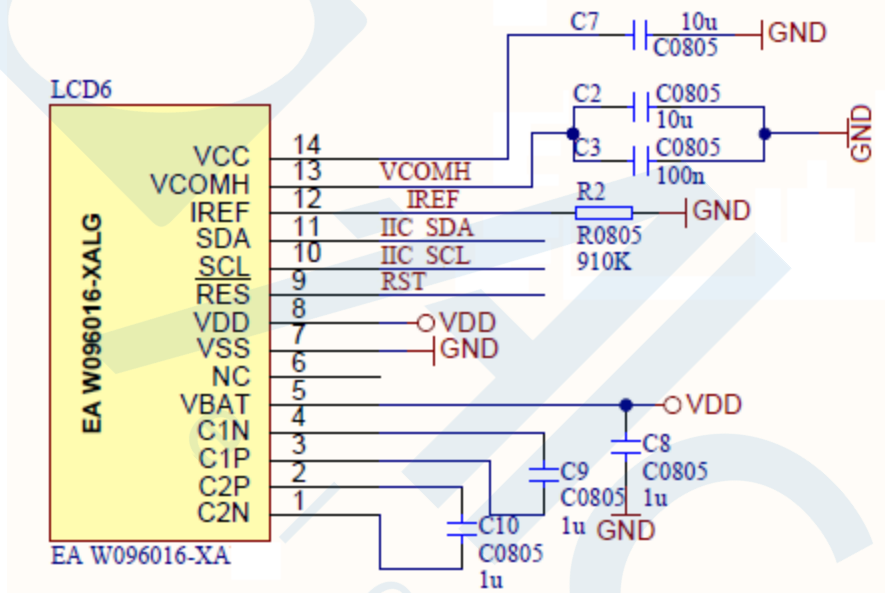 C7
10u
C0805
GND
LCD6
C2
C0805
10u
GND
C3
C0805
100n
VCC 14
VCOMH 13 VCOMH
IREF 12 IREF
R2
GND
R0805
910K
SDA 11 IIC_SDA
SCL 10 IIC_SCL
RES 9 RST
VDD 8 VDD
VSS 7 GND
NC 6
VBAT 5 VDD
C1N 4
C1P 3
C2P 2
C2N 1
EA W096016-XALG
C8
C0805
1u
GND
C9
C0805
1u
C10
C0805
1u
EA W096016-XA